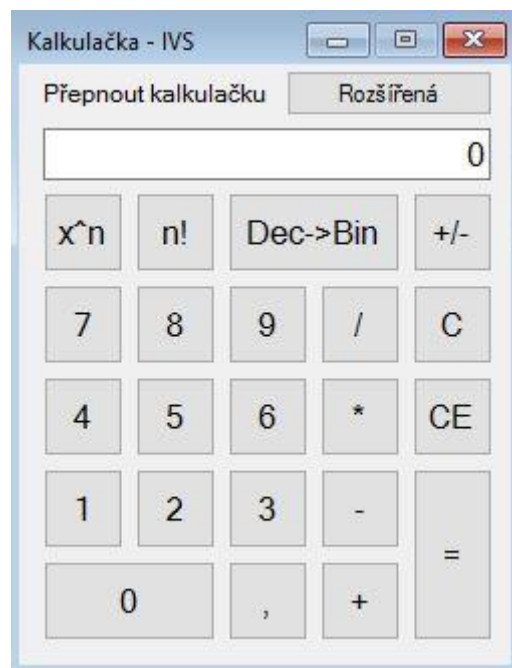 Kalkulačka - IVS
Přepnout kalkulačku Rozšířená
0
x^n n! Dec->Bin +/-
7 8 9 / C
4 5 6 * CE
1 2 3 -
=
0 , +